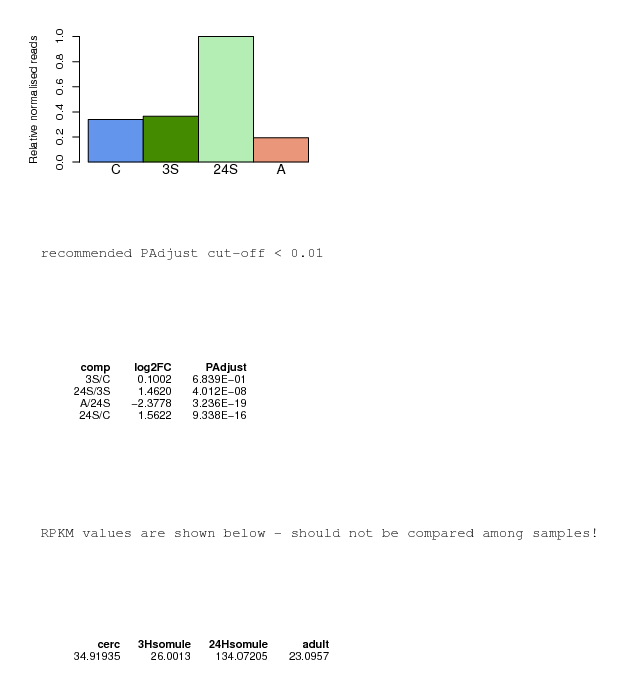 Relative normalised reads
1.0
0.8
0.6
0.4
0.2
0.0
C 3S 24S A
recommended PAdjust cut-off < 0.01
comp log2FC PAdjust
3S/C 0.1002 6.839E−01
24S/3S 1.4620 4.012E−08
A/24S −2.3778 3.236E−19
24S/C 1.5622 9.338E−16
RPKM values are shown below - should not be compared among samples!
cerc 3Hsomule 24Hsomule adult
34.91935 26.0013 134.07205 23.0957